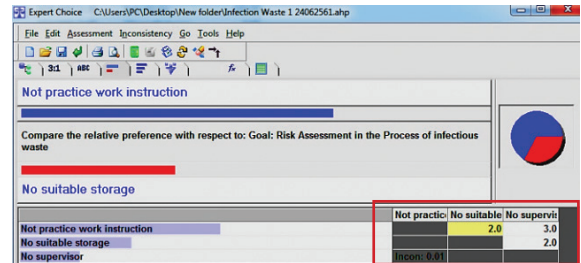 Expert Choice C:\Users\PC\Desktop\New folder\Infection Waste 1 24062561.ahp
File Edit Assessment Inconsistency Go Tools Help
3:1 ABC
Not practice work instruction
Compare the relative preference with respect to: Goal: Risk Assessment in the Process of infectious
waste
No suitable storage
Not practic No suitable No supervis
Not practice work instruction 2.0 3.0
No suitable storage 2.0
No supervisor Incon: 0.01